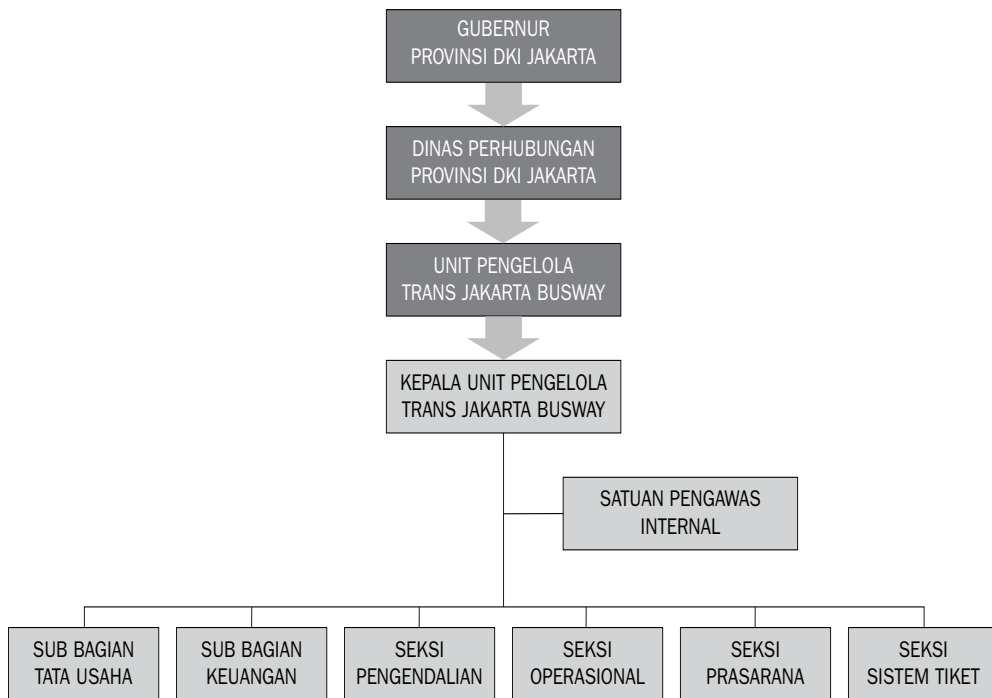 GUBERNUR
PROVINSI DKI JAKARTA
DINAS PERHUBUNGAN
PROVINSI DKI JAKARTA
UNIT PENGELOLA
TRANS JAKARTA BUSWAY
KEPALA UNIT PENGELOLA
TRANS JAKARTA BUSWAY
SATUAN PENGAWAS
INTERNAL
SUB BAGIAN
TATA USAHA
SUB BAGIAN
KEUANGAN
SEKSI
PENGENDALIAN
SEKSI
OPERASIONAL
SEKSI
PRASARANA
SEKSI
SISTEM TIKET